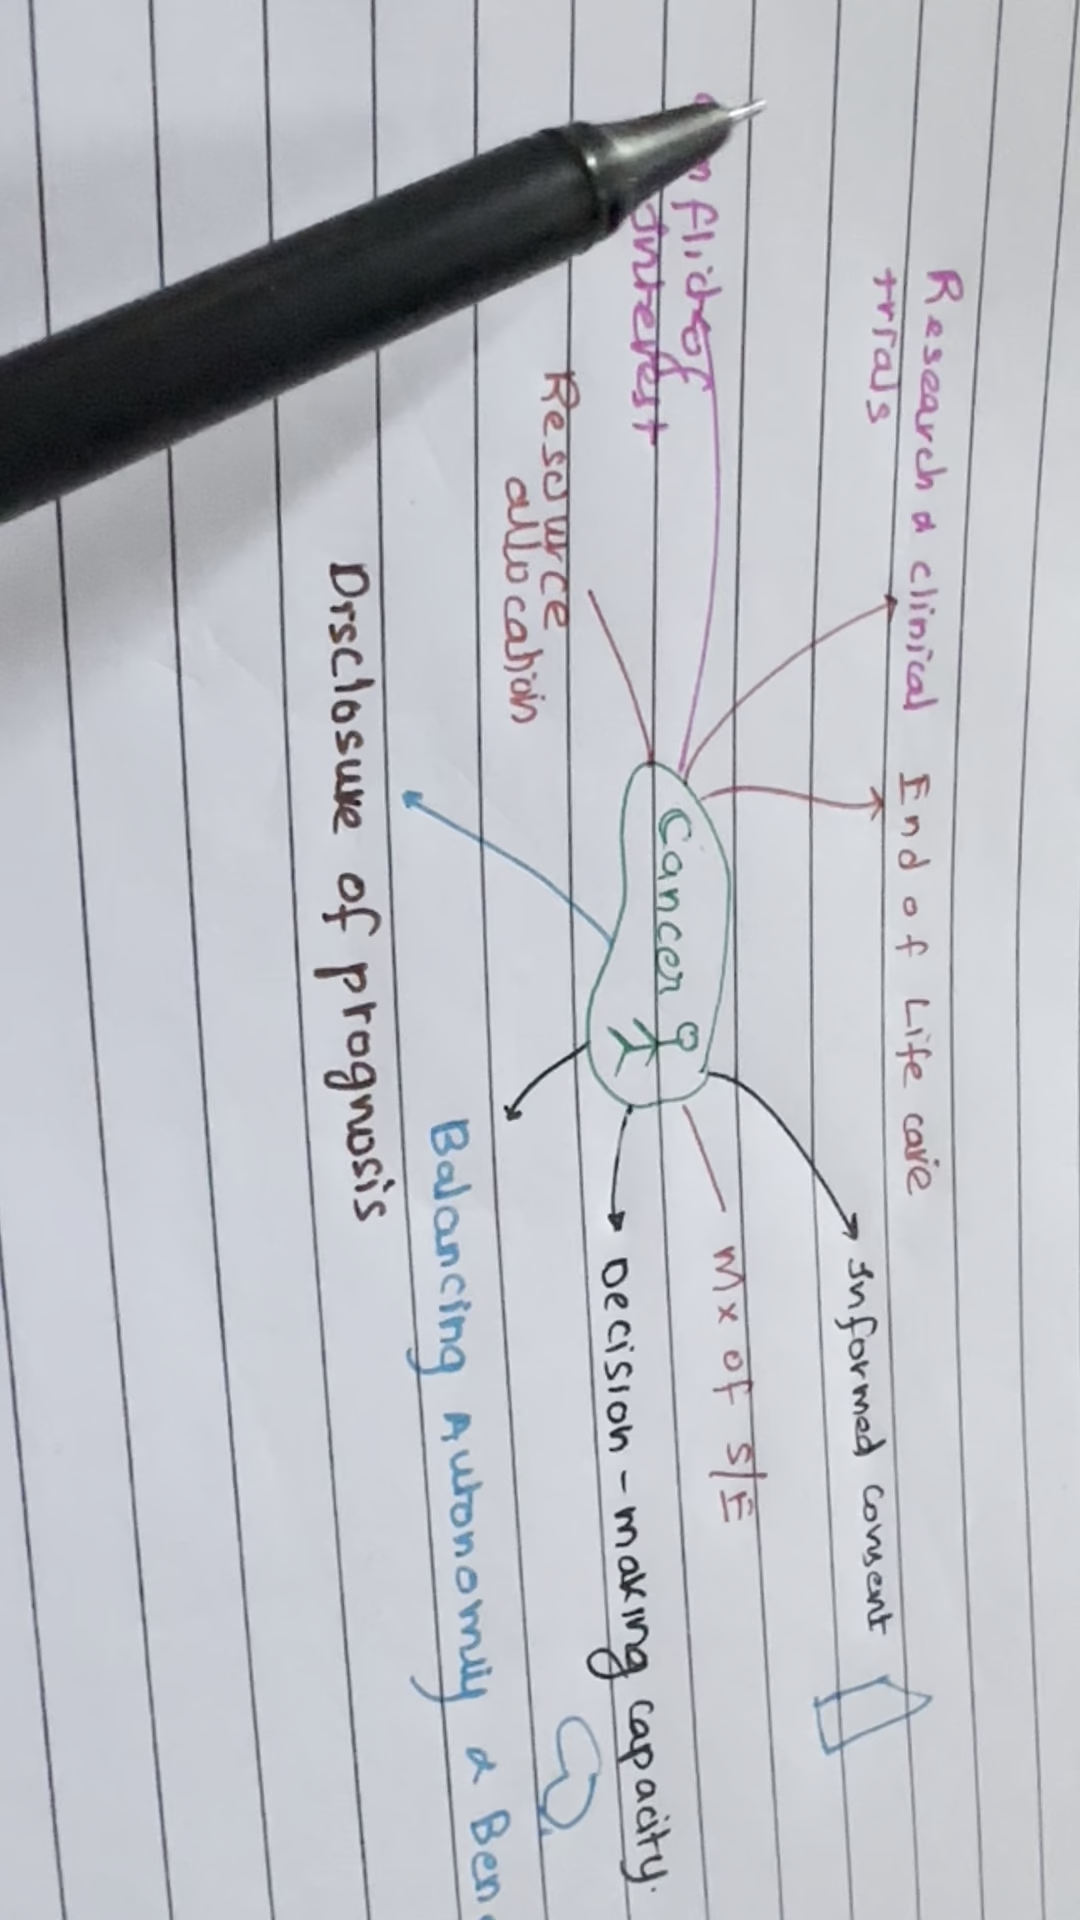 Research & clinical
trials
End of Life care
Informed consent
flict of
Interest
Mx of S/E
Cancer
Decision-making capacity.
Resource
allocation
Balancing Autonomy & Ben
Disclosure of prognosis